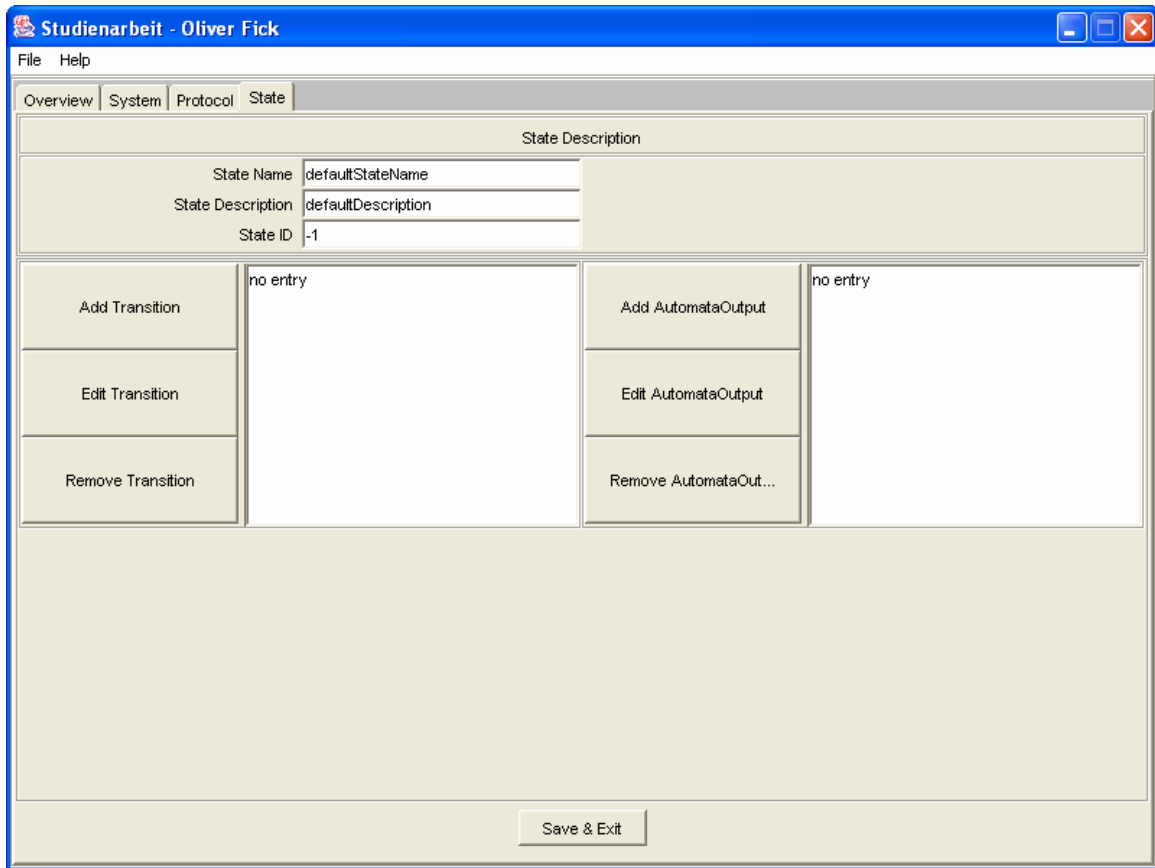 Studienarbeit - Oliver Fick
File Help
Overview System Protocol State
State Description
State Name defaultStateName
State Description defaultDescription
State ID -1
Add Transition
no entry
Edit Transition
Remove Transition
Add AutomataOutput
no entry
Edit AutomataOutput
Remove AutomataOut...
Save & Exit